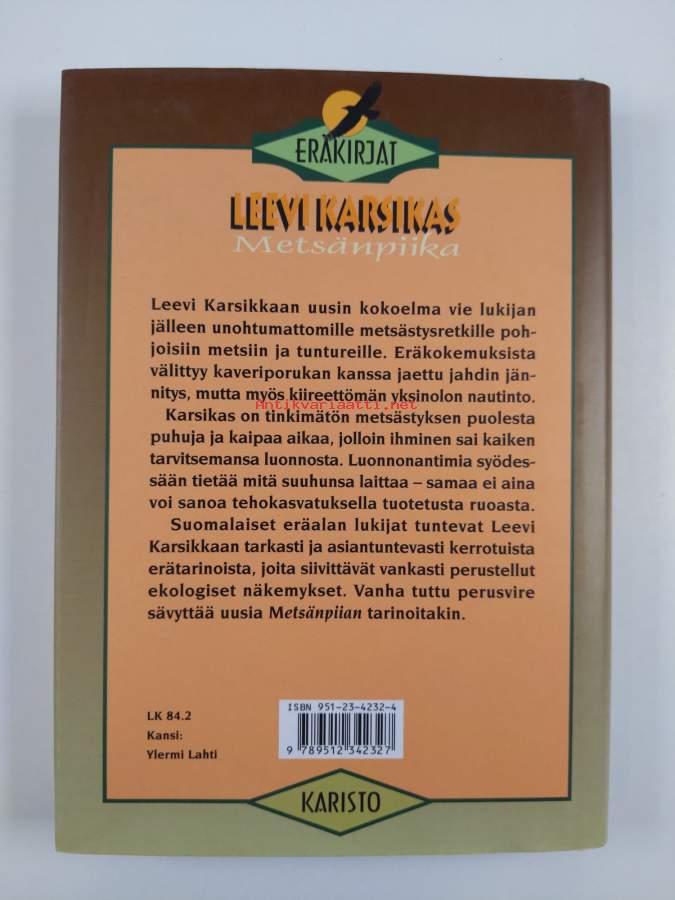 ERÄKIRJAT
LEEVI KARSIKAS
Metsänpiika
Leevi Karsikkaan uusin kokoelma vie lukijan
jälleen unohtumattomille metsästysretkille poh-
joisiin metsiin ja tuntureille. Eräkokemuksista
välittyy kaveriporukan kanssa jaettu jahdin jän-
nitys, mutta myös kiireettömän yksinolon nautinto.
Antikvariaatti.net
Karsikas on tinkimätön metsästyksen puolesta
puhuja ja kaipaa aikaa, jolloin ihminen sai kaiken
tarvitsemansa luonnosta. Luonnonantimia syödes-
sään tietää mitä suuhunsa laittaa – samaa ei aina
voi sanoa tehokasvatuksella tuotetusta ruoasta.
Suomalaiset eräalan lukijat tuntevat Leevi
Karsikkaan tarkasti ja asiantuntevasti kerrotuista
erätarinoista, joita siivittävät vankasti perustellut
ekologiset näkemykset. Vanha tuttu perusvire
sävyttää uusia Metsänpiian tarinoitakin.
LK 84.2
Kansi:
Ylermi Lahti
ISBN 951-23-4232-4
9 789512 342327
KARISTO